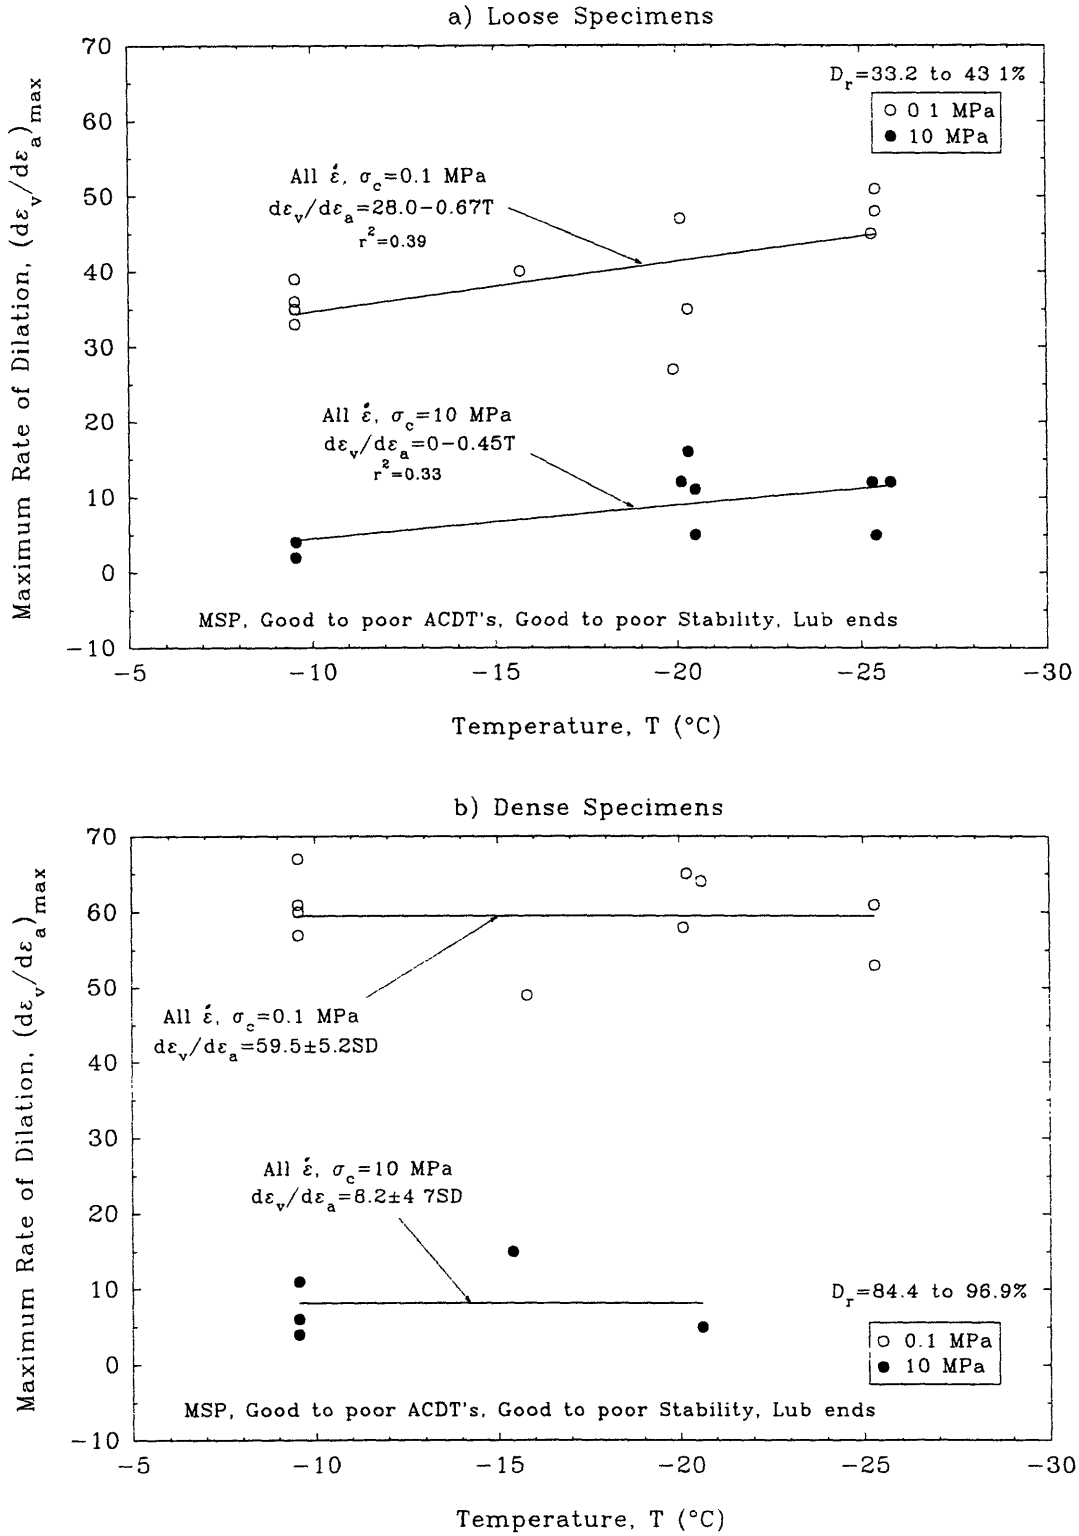 a) Loose Specimens
70
60
50
40
30
20
10
0
−10
Maximum Rate of Dilation, (dεv/dεa)max
Dr=33.2 to 43 1%
0 1 MPa
10 MPa
All ε̇, σc=0.1 MPa
dεv/dεa=28.0−0.67T
r²=0.39
All ε̇, σc=10 MPa
dεv/dεa=0−0.45T
r²=0.33
MSP, Good to poor ACDT's, Good to poor Stability, Lub ends
−5 −10 −15 −20 −25 −30
Temperature, T (°C)
b) Dense Specimens
70
60
50
40
30
20
10
0
−10
Maximum Rate of Dilation, (dεv/dεa)max
All ε̇, σc=0.1 MPa
dεv/dεa=59.5±5.2SD
All ε̇, σc=10 MPa
dεv/dεa=8.2±4 7SD
Dr=84.4 to 96.9%
0.1 MPa
10 MPa
MSP, Good to poor ACDT's, Good to poor Stability, Lub ends
−5 −10 −15 −20 −25 −30
Temperature, T (°C)